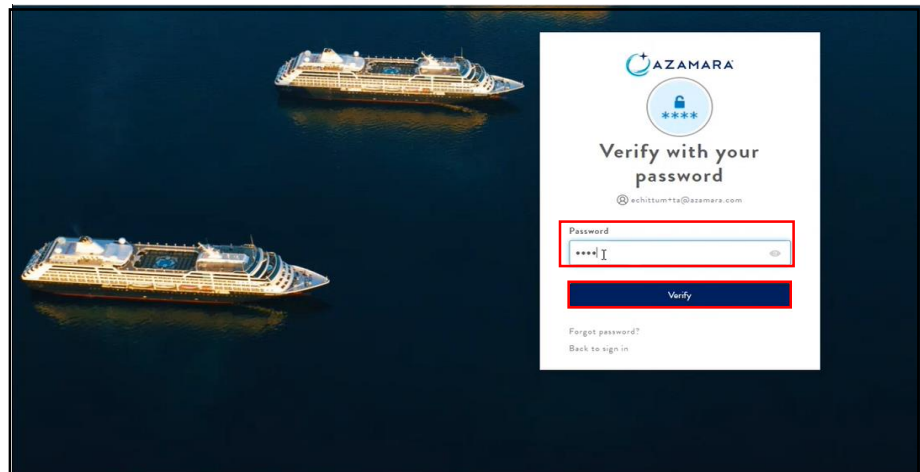 AZAMARA
****
Verify with your
password
echittum+ta@azamara.com
Password
••••
Verify
Forgot password?
Back to sign in